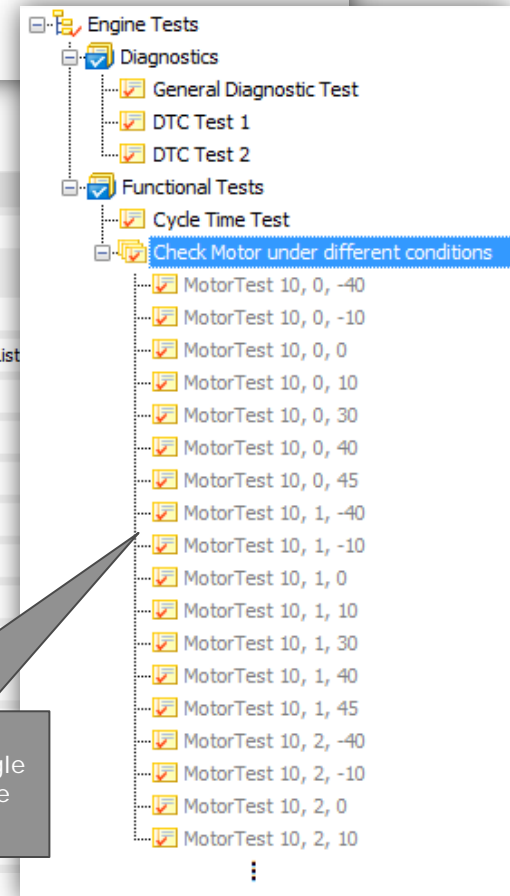 Engine Tests
Diagnostics
General Diagnostic Test
DTC Test 1
DTC Test 2
Functional Tests
Cycle Time Test
Check Motor under different conditions
MotorTest 10, 0, -40
MotorTest 10, 0, -10
MotorTest 10, 0, 0
MotorTest 10, 0, 10
MotorTest 10, 0, 30
MotorTest 10, 0, 40
MotorTest 10, 0, 45
MotorTest 10, 1, -40
MotorTest 10, 1, -10
MotorTest 10, 1, 0
MotorTest 10, 1, 10
MotorTest 10, 1, 30
MotorTest 10, 1, 40
MotorTest 10, 1, 45
MotorTest 10, 2, -40
MotorTest 10, 2, -10
MotorTest 10, 2, 0
MotorTest 10, 2, 10